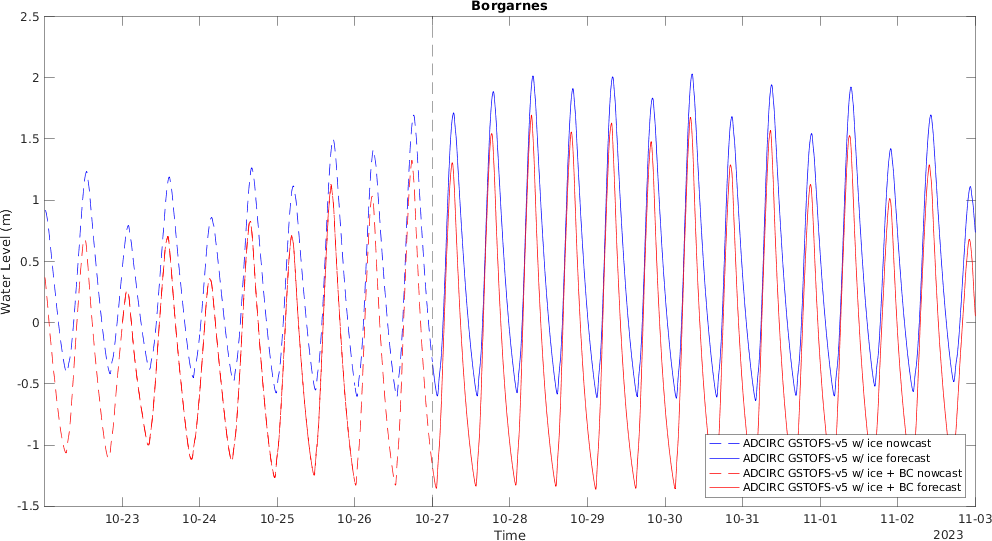 Borgarnes
2.5
2
1.5
1
0.5
0
-0.5
-1
-1.5
Water Level (m)
ADCIRC GSTOFS-v5 w/ ice nowcast
ADCIRC GSTOFS-v5 w/ ice forecast
ADCIRC GSTOFS-v5 w/ ice + BC nowcast
ADCIRC GSTOFS-v5 w/ ice + BC forecast
10-23 10-24 10-25 10-26 10-27 10-28 10-29 10-30 10-31 11-01 11-02 11-03
Time
2023